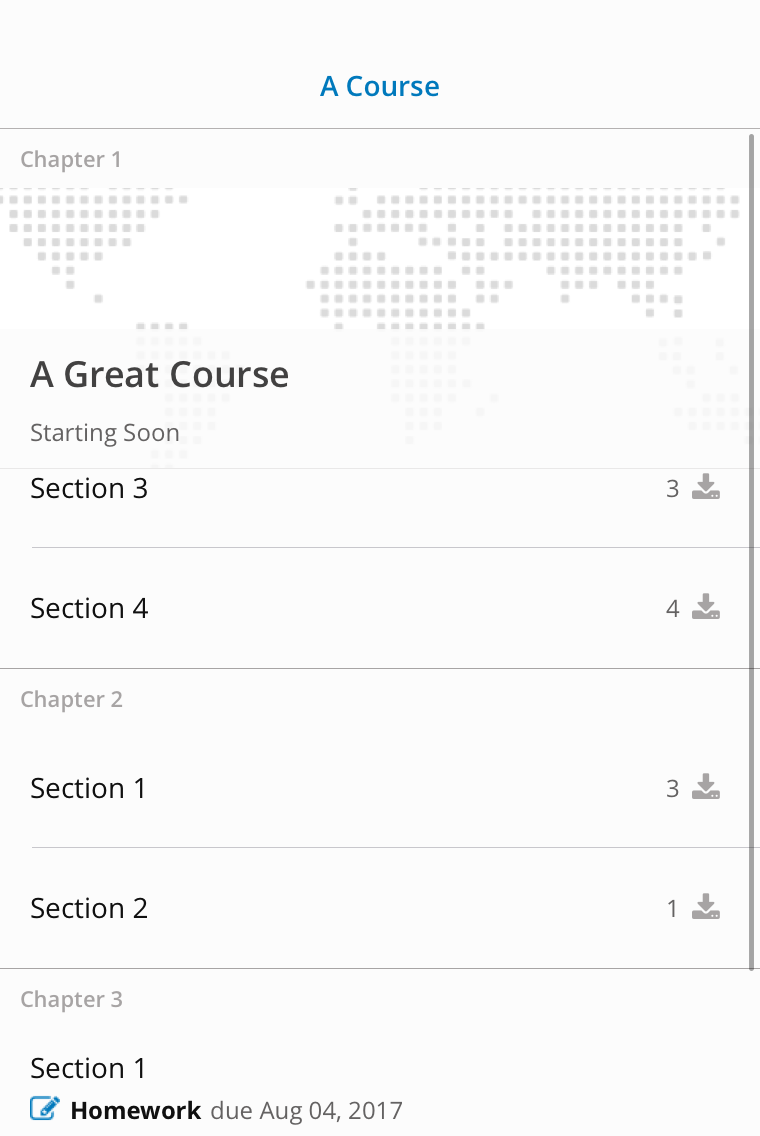 A Course
Chapter 1
A Great Course
Starting Soon
Section 3 3
Section 4 4
Chapter 2
Section 1 3
Section 2 1
Chapter 3
Section 1
Homework due Aug 04, 2017